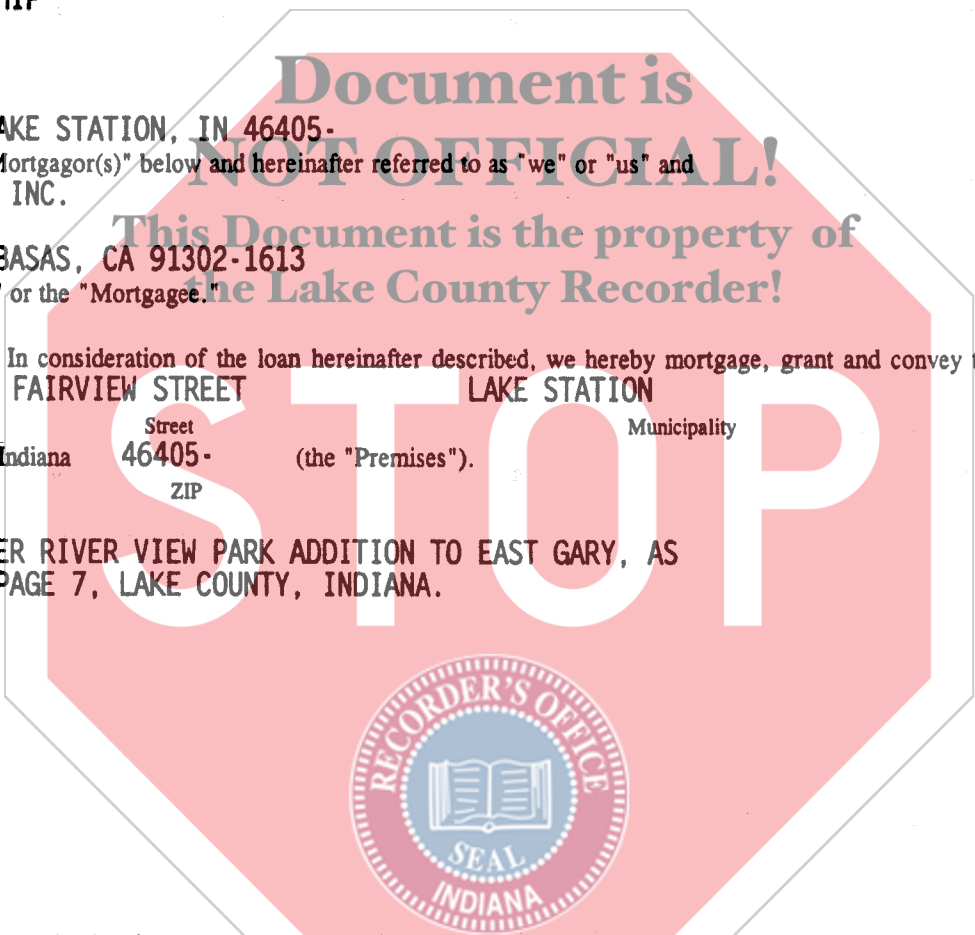 Document is
AKE STATION, IN 46405-
NOT OFFICIAL!
Mortgagor(s)" below and hereinafter referred to as "we" or "us" and
INC.
This Document is the property of
BASAS, CA 91302-1613
the Lake County Recorder!
or the "Mortgagee."
In consideration of the loan hereinafter described, we hereby mortgage, grant and convey
FAIRVIEW STREET LAKE STATION
Street Municipality
Indiana 46405- (the "Premises").
ZIP
ER RIVER VIEW PARK ADDITION TO EAST GARY, AS
PAGE 7, LAKE COUNTY, INDIANA.
STOP
RECORDER'S OFFICE
SEAL
INDIANA